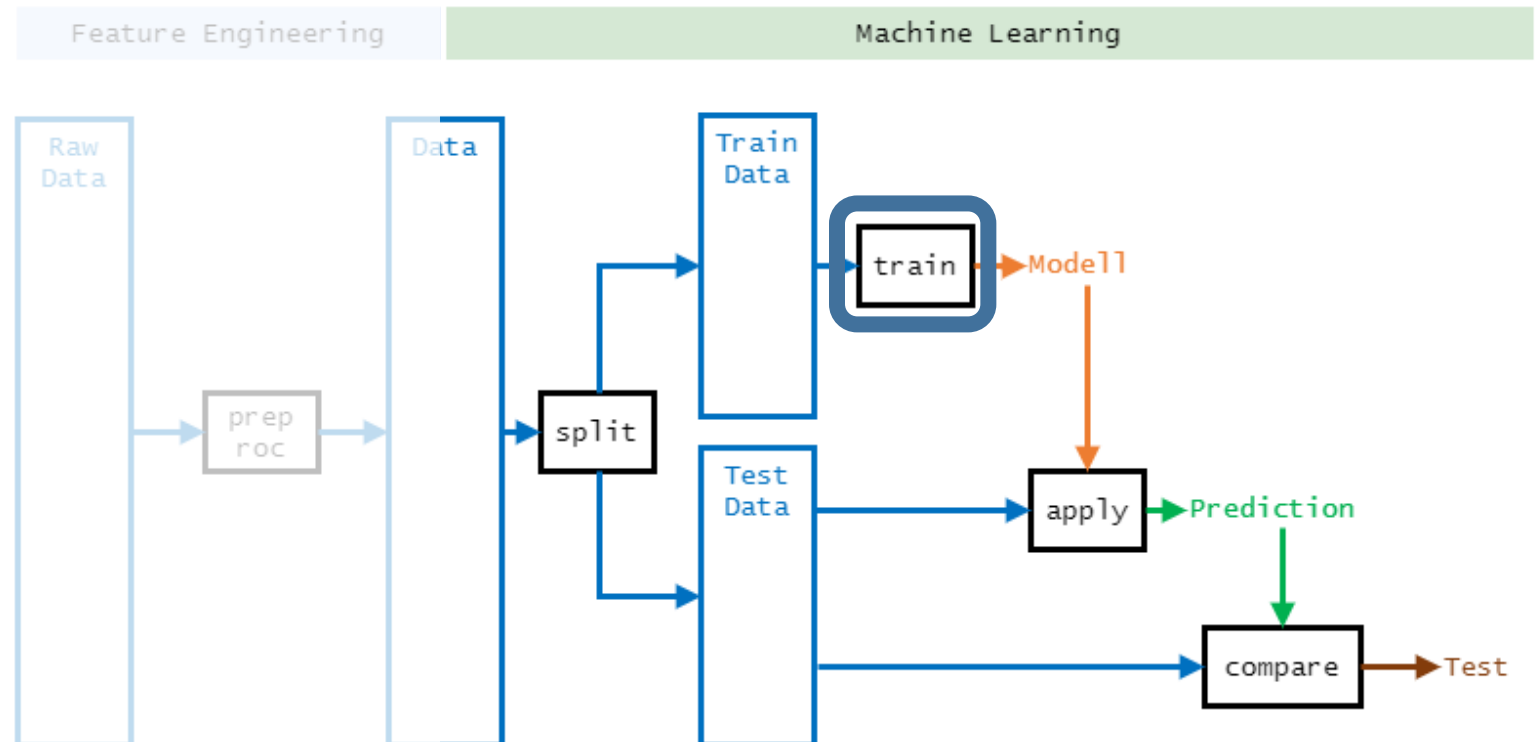 Feature Engineering
Machine Learning
Raw
Data
Data
Train
Data
train
Modell
prep
roc
split
Test
Data
apply
Prediction
compare
Test